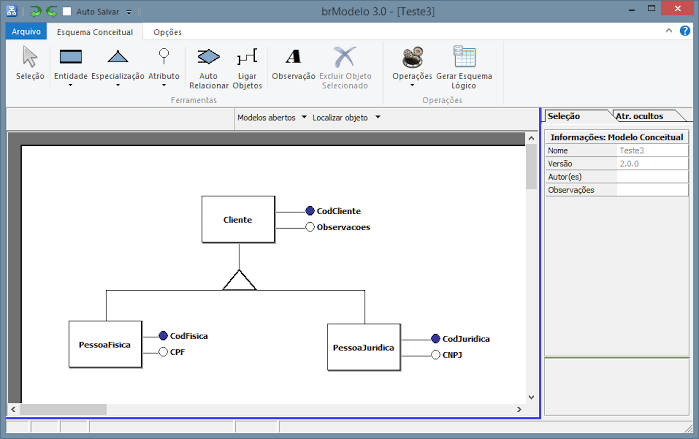 Auto Salvar
brModelo 3.0 - [Teste3]
Arquivo
Esquema Conceitual
Opções
Seleção
Entidade
Especialização
Atributo
Auto
Relacionar
Ligar
Objetos
Observação
Excluir Objeto
Selecionado
Operações
Gerar Esquema
Lógico
Ferramentas
Operações
Modelos abertos
Localizar objeto
Seleção
Atr. ocultos
Informações: Modelo Conceitual
Nome Teste3
Versão 2.0.0
Autor(es)
Observações
Cliente
CodCliente
Observacoes
PessoaFisica
CodFisica
CPF
PessoaJuridica
CodJuridica
CNPJ